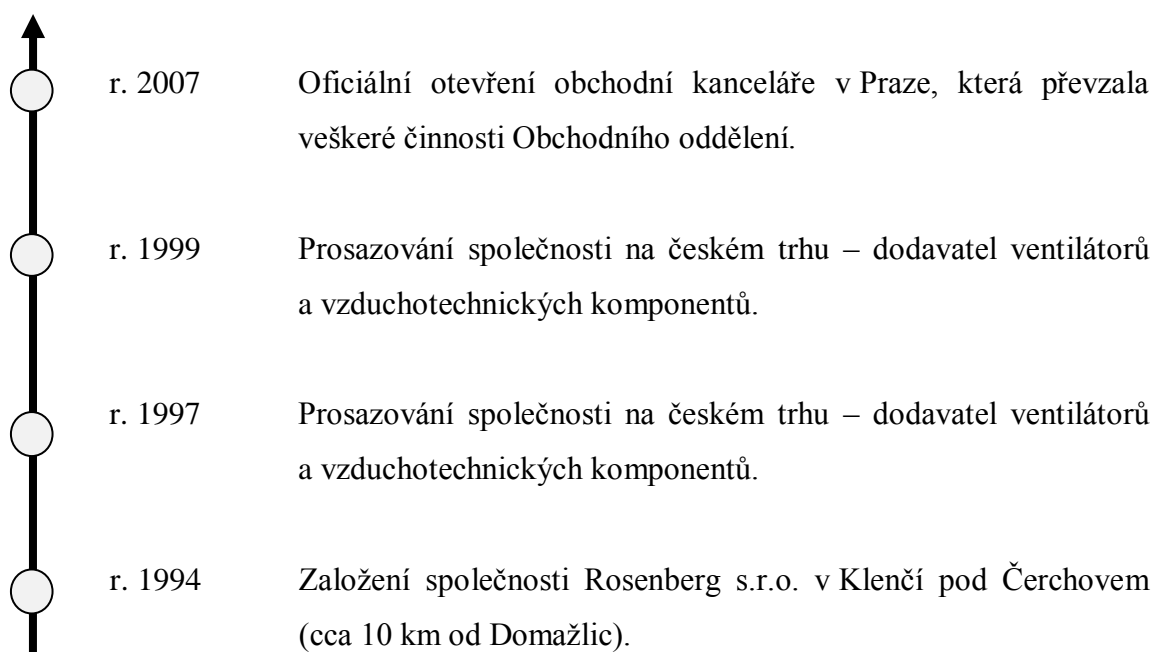 r. 2007 Oficiální otevření obchodní kanceláře v Praze, která převzala
veškeré činnosti Obchodního oddělení.
r. 1999 Prosazování společnosti na českém trhu – dodavatel ventilátorů
a vzduchotechnických komponentů.
r. 1997 Prosazování společnosti na českém trhu – dodavatel ventilátorů
a vzduchotechnických komponentů.
r. 1994 Založení společnosti Rosenberg s.r.o. v Klenčí pod Čerchovem
(cca 10 km od Domažlic).